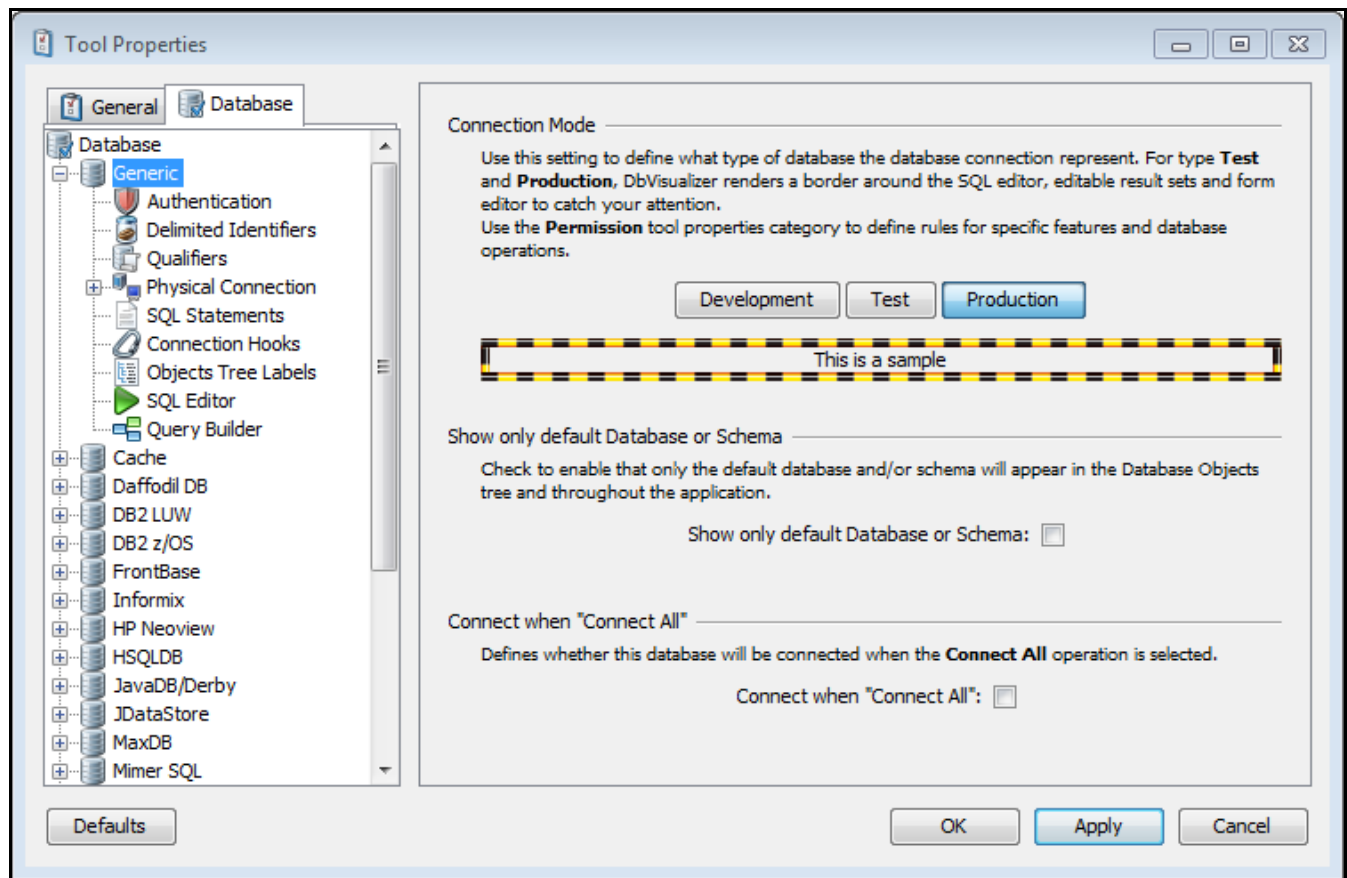 Tool Properties
General
Database
Database
Generic
Authentication
Delimited Identifiers
Qualifiers
Physical Connection
SQL Statements
Connection Hooks
Objects Tree Labels
SQL Editor
Query Builder
Cache
Daffodil DB
DB2 LUW
DB2 z/OS
FrontBase
Informix
HP Neoview
HSQLDB
JavaDB/Derby
JDataStore
MaxDB
Mimer SQL
Connection Mode
Use this setting to define what type of database the database connection represent. For type Test
and Production, DbVisualizer renders a border around the SQL editor, editable result sets and form
editor to catch your attention.
Use the Permission tool properties category to define rules for specific features and database
operations.
Development Test Production
This is a sample
Show only default Database or Schema
Check to enable that only the default database and/or schema will appear in the Database Objects
tree and throughout the application.
Show only default Database or Schema:
Connect when "Connect All"
Defines whether this database will be connected when the Connect All operation is selected.
Connect when "Connect All":
Defaults OK Apply Cancel